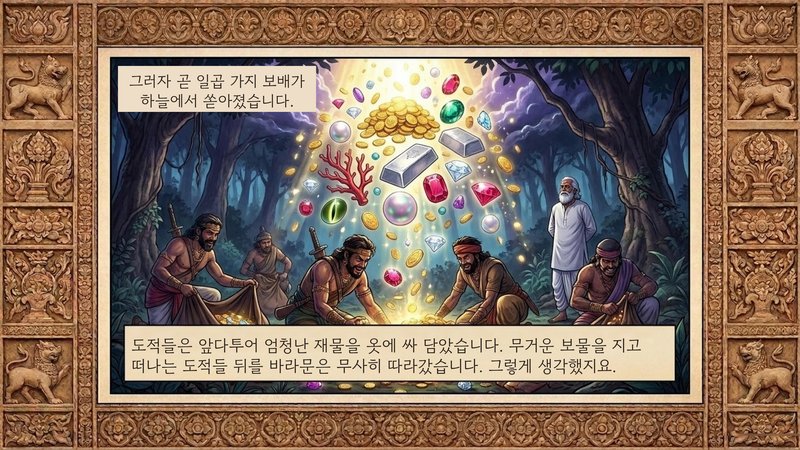 그러자 곧 일곱 가지 보배가
하늘에서 쏟아졌습니다.
도적들은 앞다투어 엄청난 재물을 옷에 싸 담았습니다. 무거운 보물을 지고
떠나는 도적들 뒤를 바라문은 무사히 따라갔습니다. 그렇게 생각했지요.